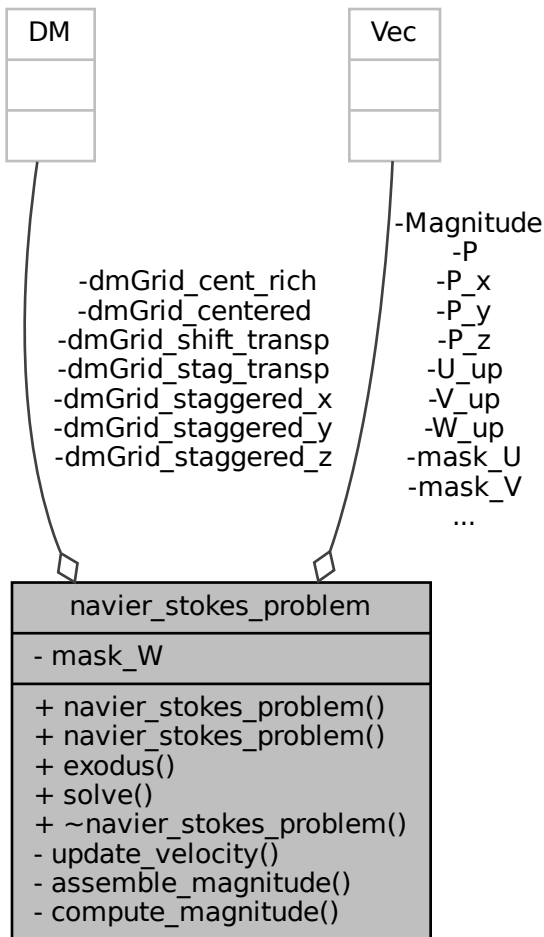 DM
Vec
-Magnitude
-P
-P_x
-P_y
-P_z
-U_up
-V_up
-W_up
-mask_U
-mask_V
...
-dmGrid_cent_rich
-dmGrid_centered
-dmGrid_shift_transp
-dmGrid_stag_transp
-dmGrid_staggered_x
-dmGrid_staggered_y
-dmGrid_staggered_z
navier_stokes_problem
- mask_W
+ navier_stokes_problem()
+ navier_stokes_problem()
+ exodus()
+ solve()
+ ~navier_stokes_problem()
- update_velocity()
- assemble_magnitude()
- compute_magnitude()